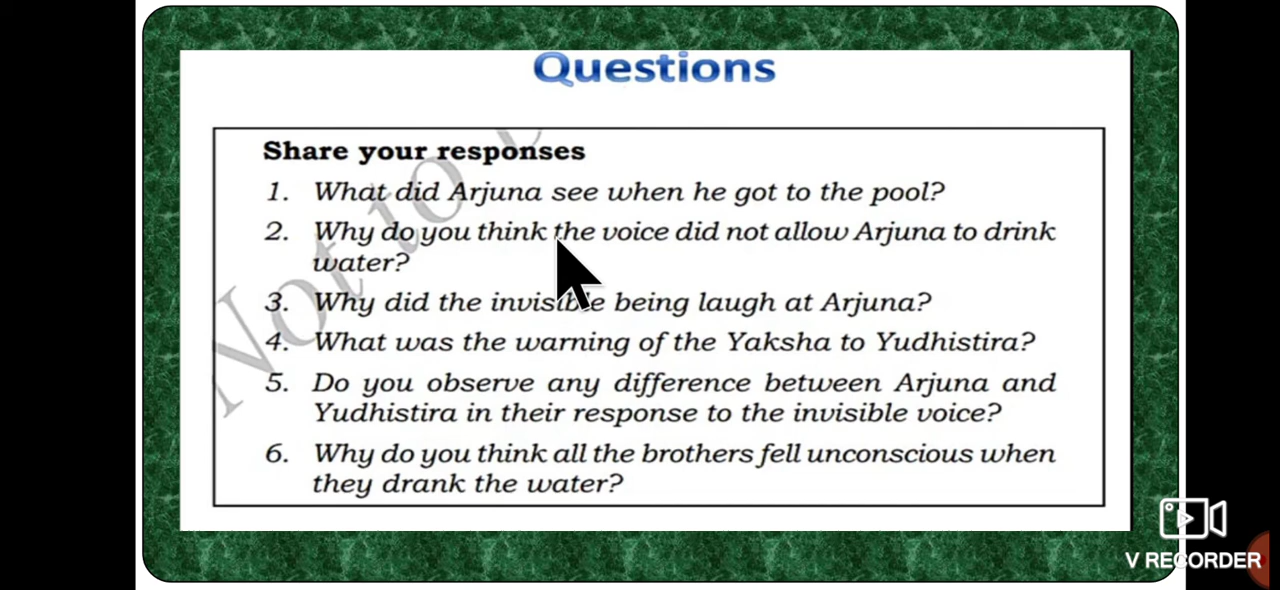 Questions
Share your responses
1. What did Arjuna see when he got to the pool?
2. Why do you think the voice did not allow Arjuna to drink
water?
3. Why did the invisible being laugh at Arjuna?
4. What was the warning of the Yaksha to Yudhistira?
5. Do you observe any difference between Arjuna and
Yudhistira in their response to the invisible voice?
6. Why do you think all the brothers fell unconscious when
they drank the water?
Not to
V RECORDER